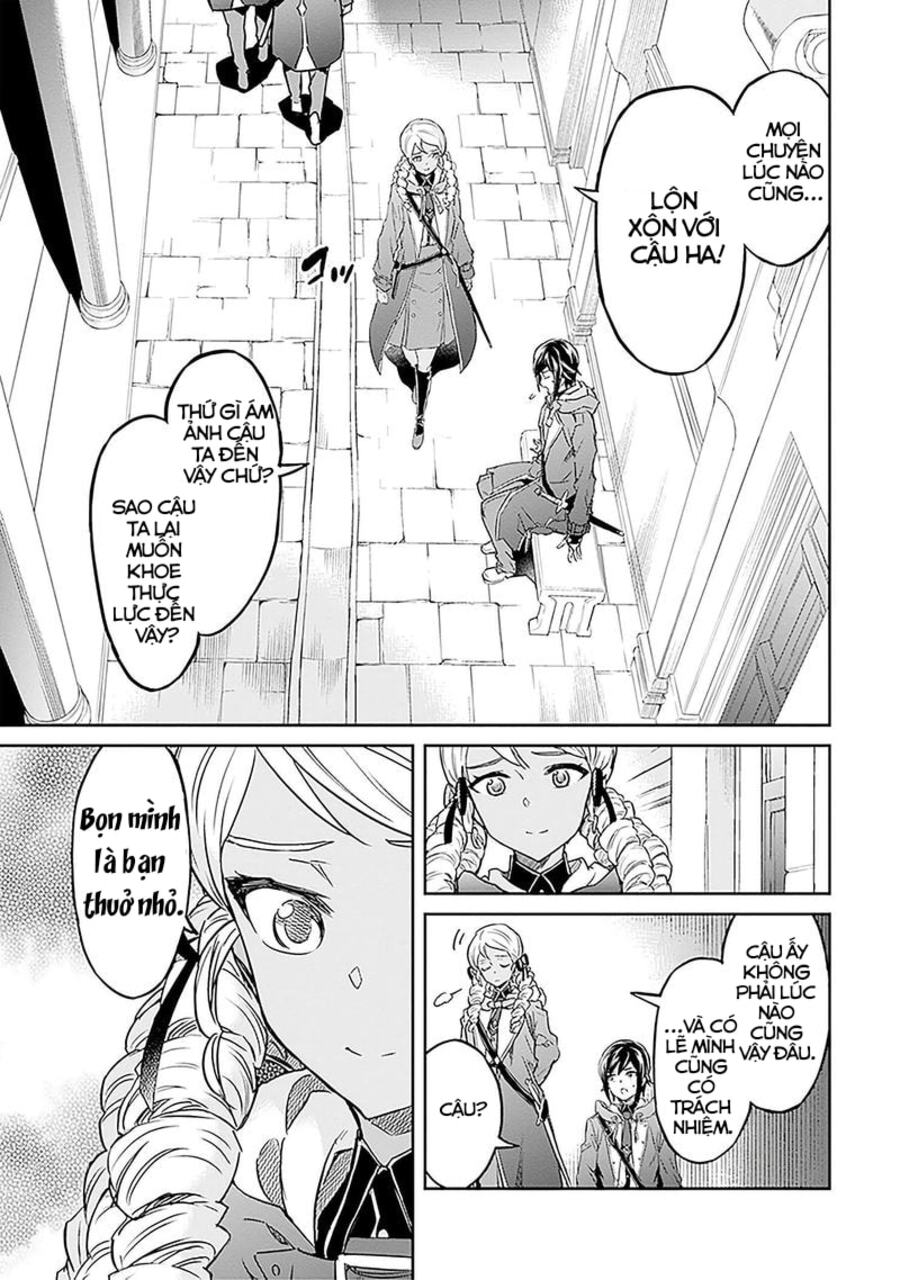 MỌI
CHUYỆN
LÚC NÀO
CŨNG...
LỘN
XỘN VỚI
CẬU HA!
コツ
THỨ GÌ ÁM
ẢNH CẬU
TA ĐẾN
VẬY CHỨ?
SAO CẬU
TA LẠI
MUỐN
KHOE
THỰC
LỰC ĐẾN
VẬY?
CẬU ẤY
KHÔNG
PHẢI LÚC
NÀO
CŨNG
VẬY ĐÂU.
...VÀ CÓ
LẼ MÌNH
CŨNG
CÓ
TRÁCH
NHIỆM.
CẬU?
Bọn mình
là bạn
thuở nhỏ.